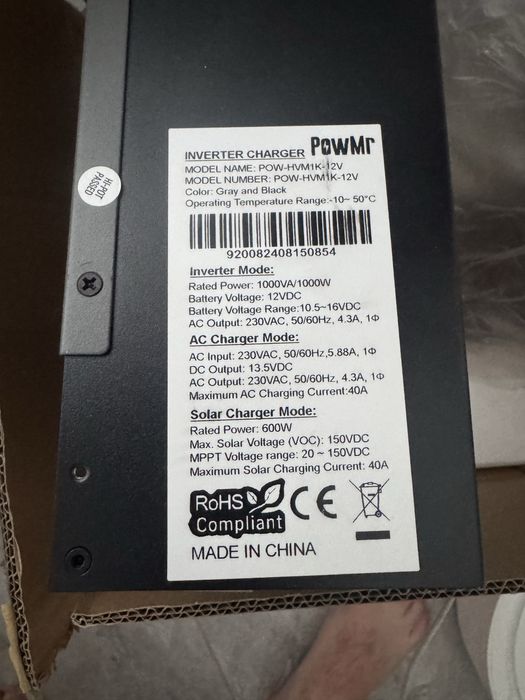 HI-POT
PASSED
PowMr
INVERTER CHARGER
MODEL NAME: POW-HVM1K-12V
MODEL NUMBER: POW-HVM1K-12V
Color: Gray and Black
Operating Temperature Range:-10~ 50°C
920082408150854
Inverter Mode:
Rated Power: 1000VA/1000W
Battery Voltage: 12VDC
Battery Voltage Range:10.5~16VDC
AC Output: 230VAC, 50/60Hz, 4.3A, 1Φ
AC Charger Mode:
AC Input: 230VAC, 50/60Hz,5.88A, 1Φ
DC Output: 13.5VDC
AC Output: 230VAC, 50/60Hz, 4.3A, 1Φ
Maximum AC Charging Current:40A
Solar Charger Mode:
Rated Power: 600W
Max. Solar Voltage (VOC): 150VDC
MPPT Voltage range: 20 ~ 150VDC
Maximum Solar Charging Current: 40A
RoHS
Compliant
CE
MADE IN CHINA